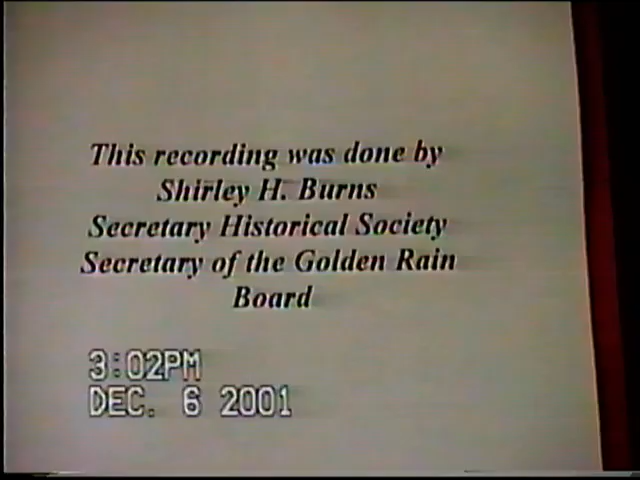 This recording was done by
Shirley H. Burns
Secretary Historical Society
Secretary of the Golden Rain
Board
3:02PM
DEC. 6 2001